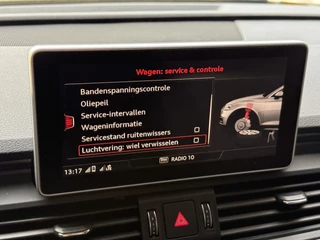 Wagen: service & controle
Bandenspanningscontrole
Oliepeil
Service-intervallen
Wageninformatie
Servicestand ruitenwissers
Luchtvering: wiel verwisselen
13:17
RADIO 10